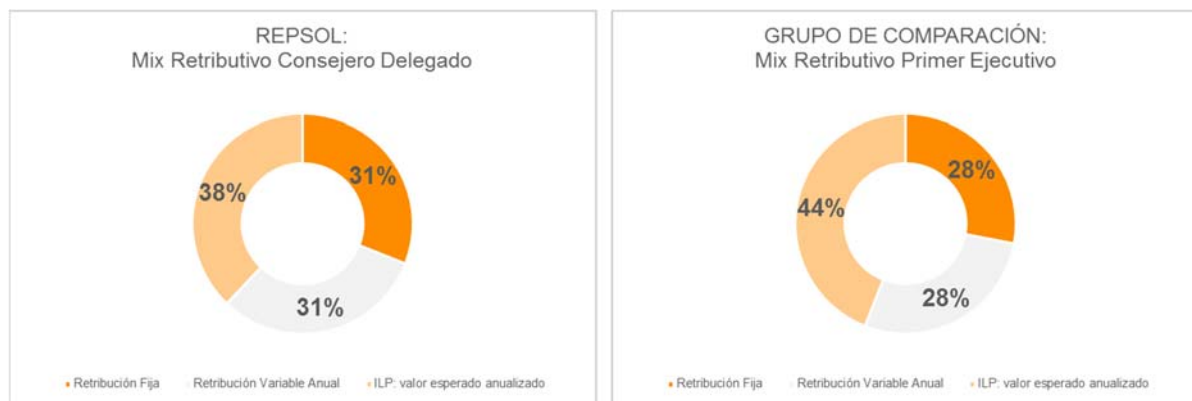 REPSOL:
Mix Retributivo Consejero Delegado
31%
38%
31%
Retribución Fija
Retribución Variable Anual
ILP: valor esperado anualizado
GRUPO DE COMPARACIÓN:
Mix Retributivo Primer Ejecutivo
28%
44%
28%
Retribución Fija
Retribución Variable Anual
ILP: valor esperado anualizado